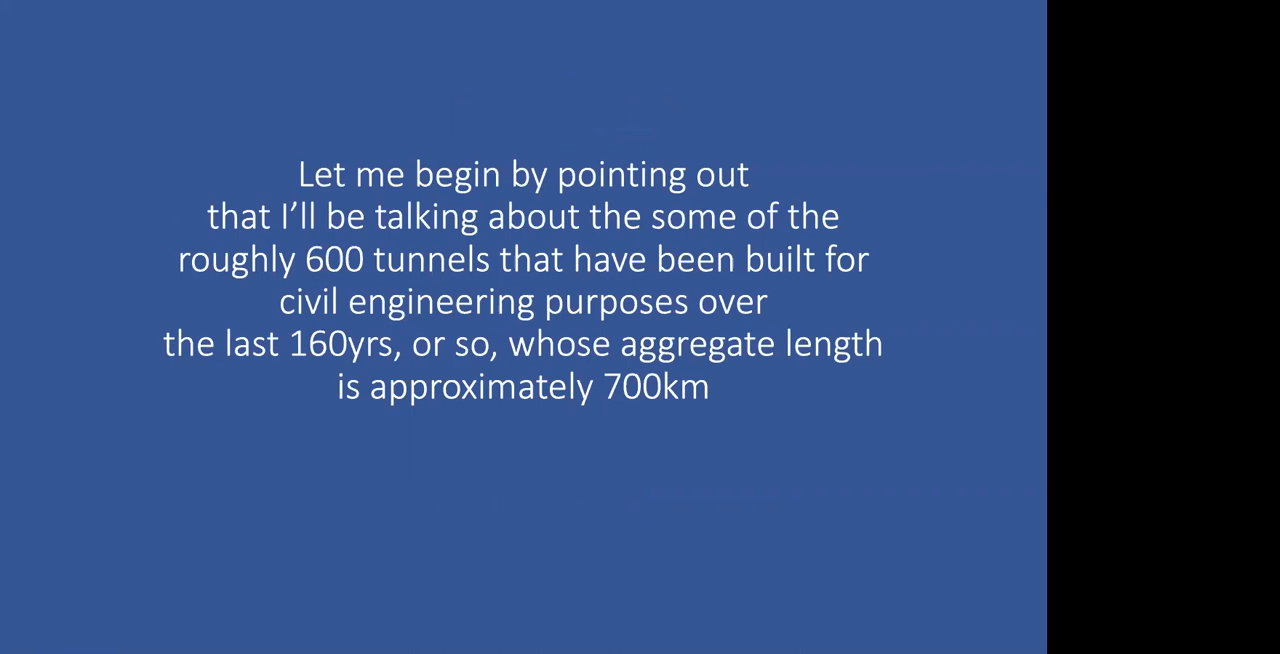 Let me begin by pointing out
that I’ll be talking about the some of the
roughly 600 tunnels that have been built for
civil engineering purposes over
the last 160yrs, or so, whose aggregate length
is approximately 700km